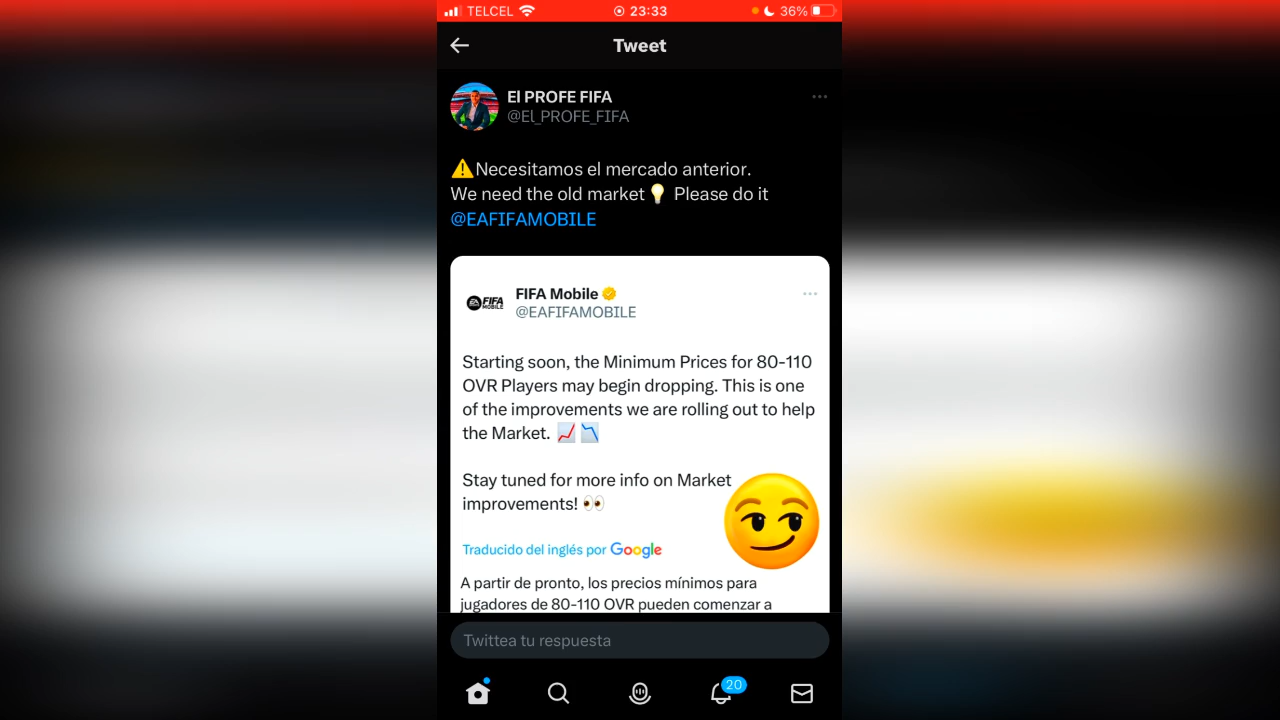 TELCEL 23:33 36%
Tweet
El PROFE FIFA
@El_PROFE_FIFA
⚠️Necesitamos el mercado anterior.
We need the old market💡 Please do it
@EAFIFAMOBILE
EA FIFA MOBILE
FIFA Mobile
@EAFIFAMOBILE
Starting soon, the Minimum Prices for 80-110
OVR Players may begin dropping. This is one
of the improvements we are rolling out to help
the Market. 📈 📉
Stay tuned for more info on Market
improvements! 👀
Traducido del inglés por Google
A partir de pronto, los precios mínimos para
jugadores de 80-110 OVR pueden comenzar a
Twittea tu respuesta
20